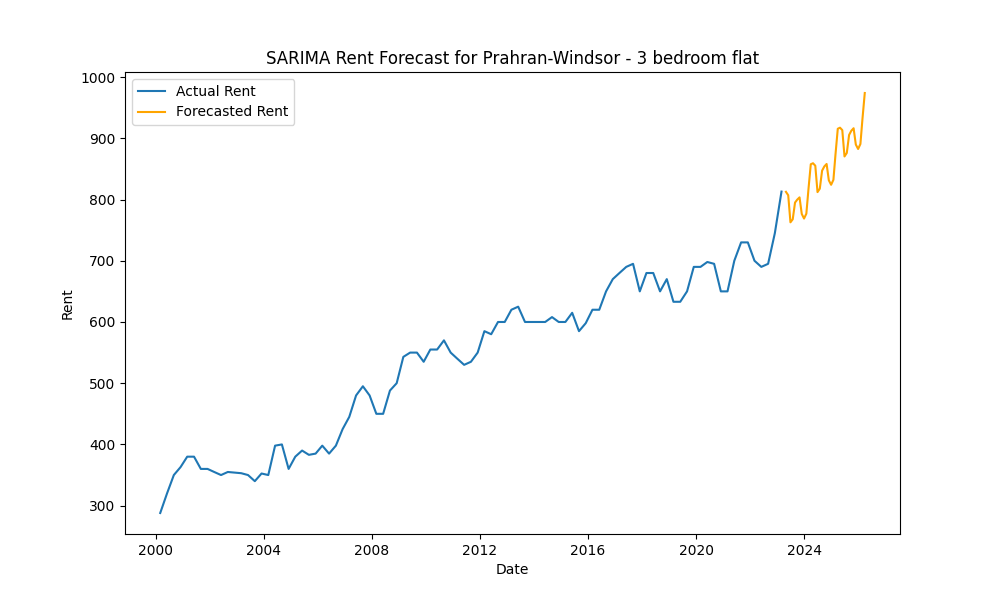 SARIMA Rent Forecast for Prahran-Windsor - 3 bedroom flat
Actual Rent
Forecasted Rent
1000
900
800
700
600
500
400
300
Rent
2000 2004 2008 2012 2016 2020 2024
Date